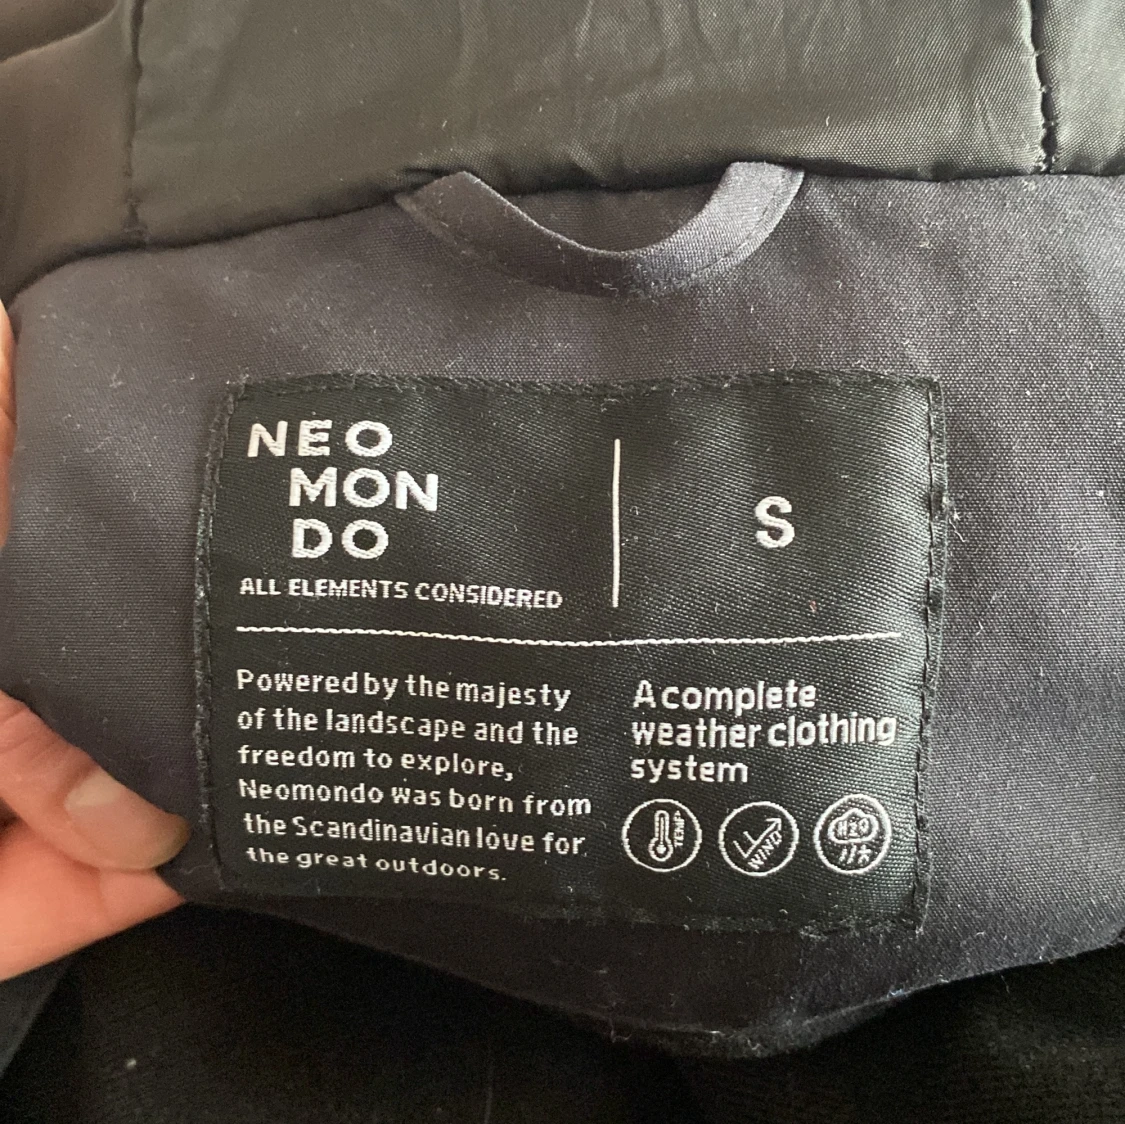 NEO
MON
DO
ALL ELEMENTS CONSIDERED
S
Powered by the majesty
of the landscape and the
freedom to explore,
Neomondo was born from
the Scandinavian love for
the great outdoors.
A complete
weather clothing
system
TEMP
WIND
H2O